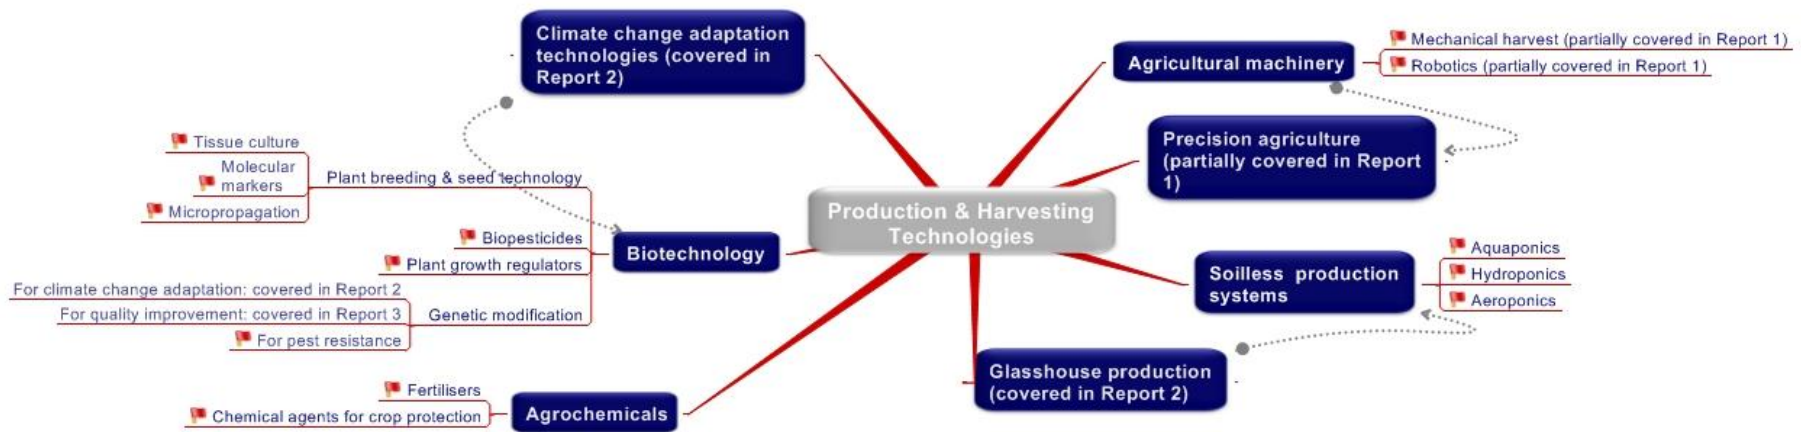 Climate change adaptation
technologies (covered in
Report 2)
Agricultural machinery
Mechanical harvest (partially covered in Report 1)
Robotics (partially covered in Report 1)
Precision agriculture
(partially covered in Report
1)
Tissue culture
Molecular
markers
Micropropagation
Plant breeding & seed technology
Production & Harvesting
Technologies
Biopesticides
Plant growth regulators
Biotechnology
For climate change adaptation: covered in Report 2
For quality improvement: covered in Report 3
For pest resistance
Genetic modification
Soilless production
systems
Aquaponics
Hydroponics
Aeroponics
Glasshouse production
(covered in Report 2)
Fertilisers
Chemical agents for crop protection
Agrochemicals